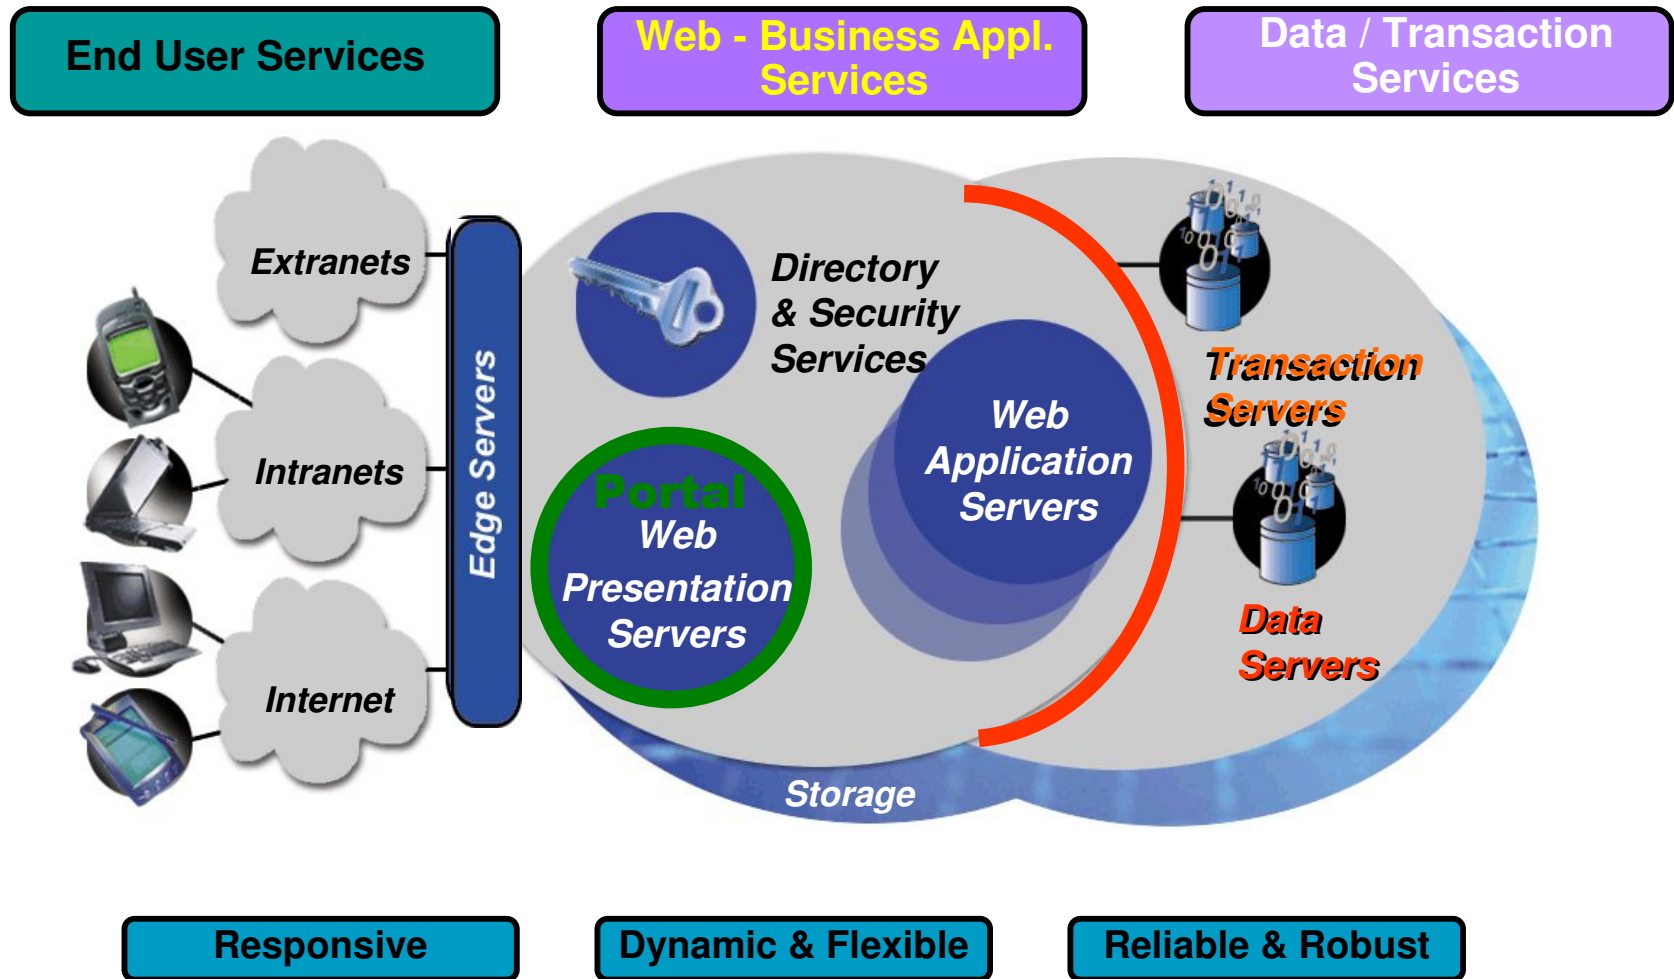 End User Services
Web - Business Appl.
Services
Data / Transaction
Services
Extranets
Intranets
Internet
Edge Servers
Directory
& Security
Services
Portal
Web
Presentation
Servers
Web
Application
Servers
Transaction
Servers
Data
Servers
Storage
Responsive
Dynamic & Flexible
Reliable & Robust